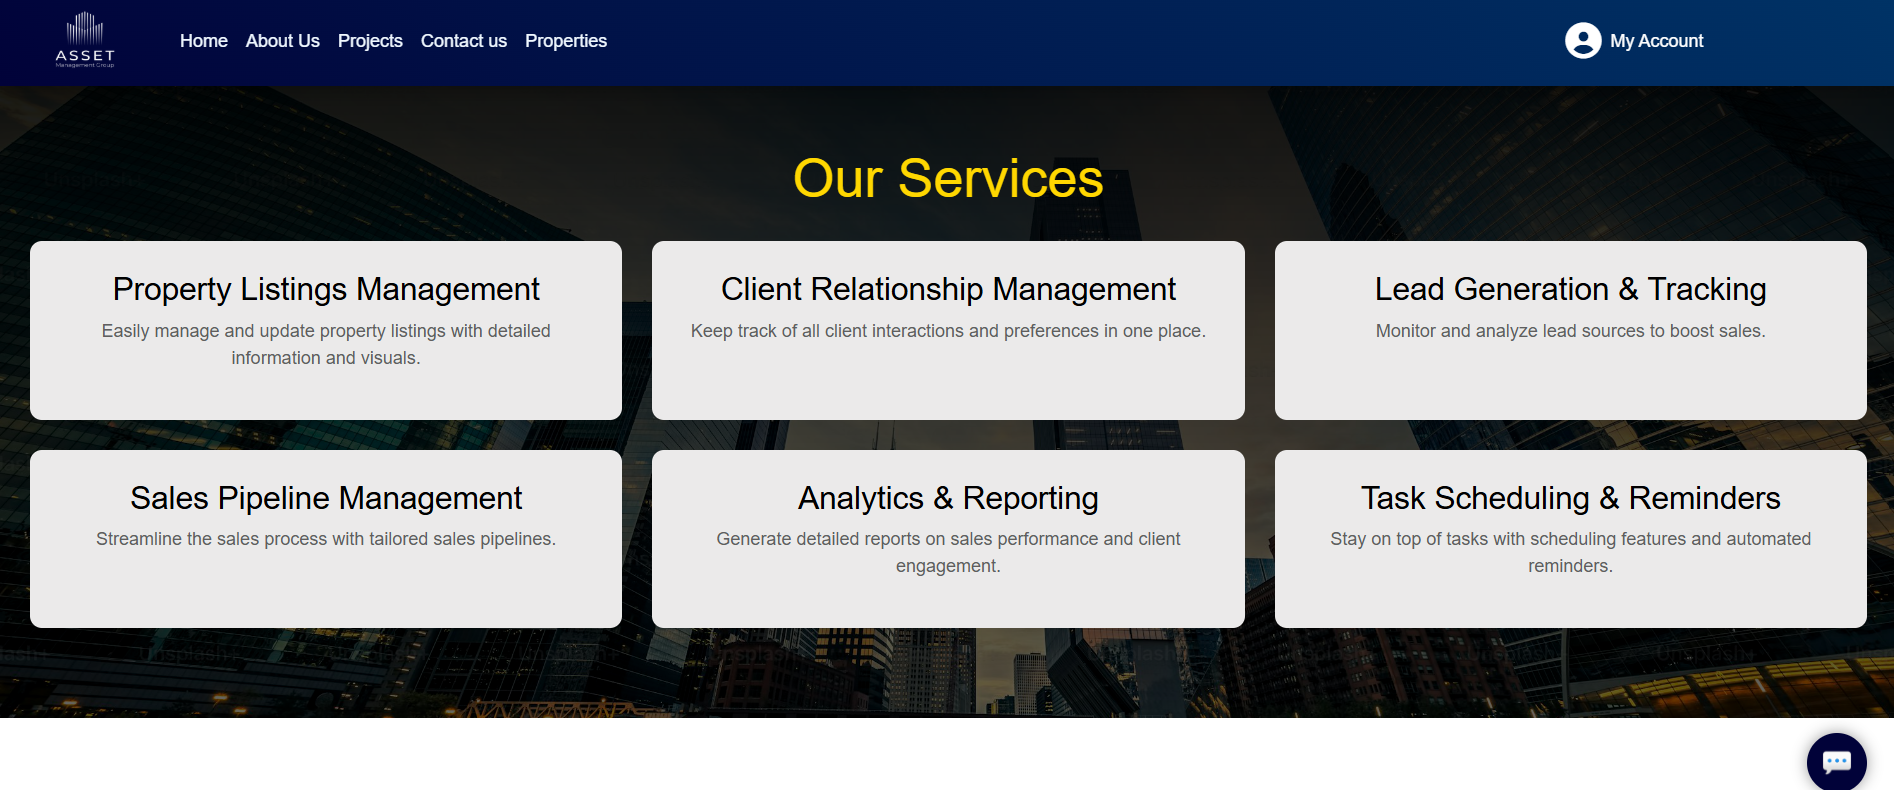 ASSET
Management Group
Home About Us Projects Contact us Properties
My Account
Our Services
Property Listings Management
Easily manage and update property listings with detailed
information and visuals.
Client Relationship Management
Keep track of all client interactions and preferences in one place.
Lead Generation & Tracking
Monitor and analyze lead sources to boost sales.
Sales Pipeline Management
Streamline the sales process with tailored sales pipelines.
Analytics & Reporting
Generate detailed reports on sales performance and client
engagement.
Task Scheduling & Reminders
Stay on top of tasks with scheduling features and automated
reminders.
Unsplash+